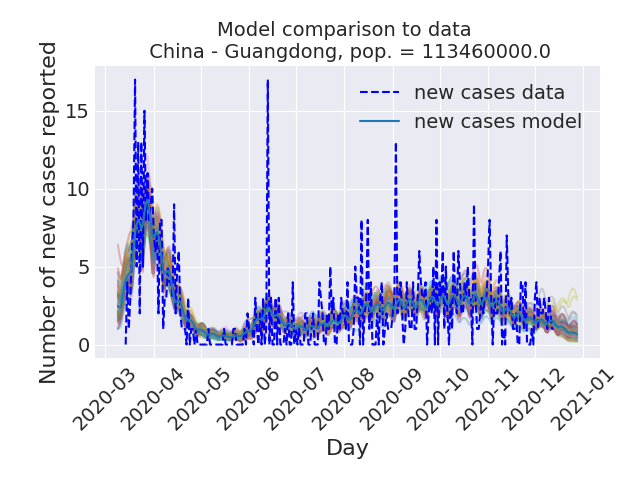 Model comparison to data
China - Guangdong, pop. = 113460000.0
Number of new cases reported
15
10
5
0
new cases data
new cases model
2020-03
2020-04
2020-05
2020-06
2020-07
2020-08
2020-09
2020-10
2020-11
2020-12
2021-01
Day